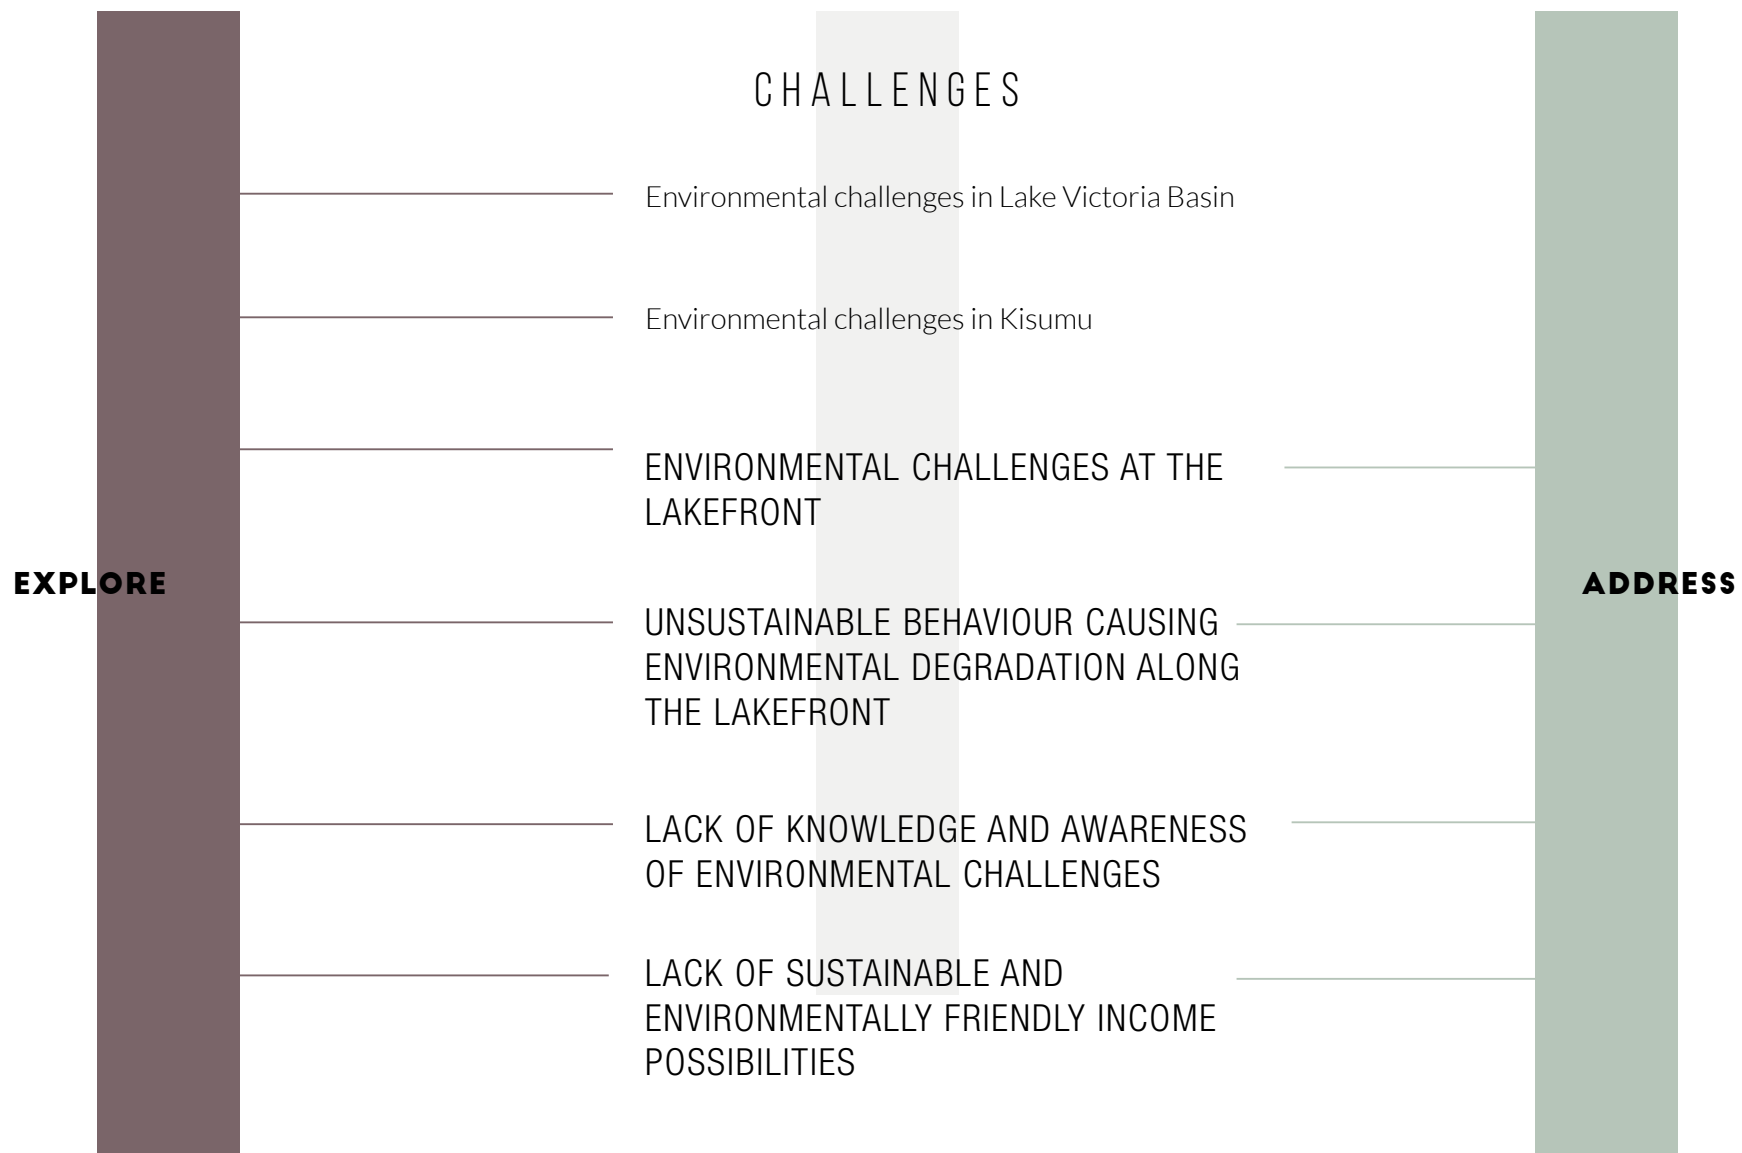 CHALLENGES
Environmental challenges in Lake Victoria Basin
Environmental challenges in Kisumu
ENVIRONMENTAL CHALLENGES AT THE
LAKEFRONT
EXPLORE
ADDRESS
UNSUSTAINABLE BEHAVIOUR CAUSING
ENVIRONMENTAL DEGRADATION ALONG
THE LAKEFRONT
LACK OF KNOWLEDGE AND AWARENESS
OF ENVIRONMENTAL CHALLENGES
LACK OF SUSTAINABLE AND
ENVIRONMENTALLY FRIENDLY INCOME
POSSIBILITIES